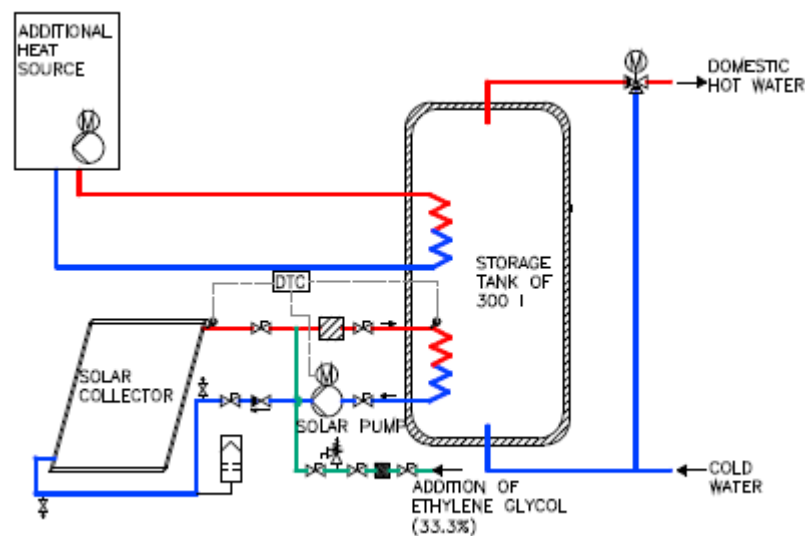 ADDITIONAL
HEAT
SOURCE
M
M
DOMESTIC
HOT WATER
STORAGE
TANK OF
300 l
DTC
SOLAR
COLLECTOR
M
SOLAR PUMP
ADDITION OF
ETHYLENE GLYCOL
(33.3%)
COLD
WATER